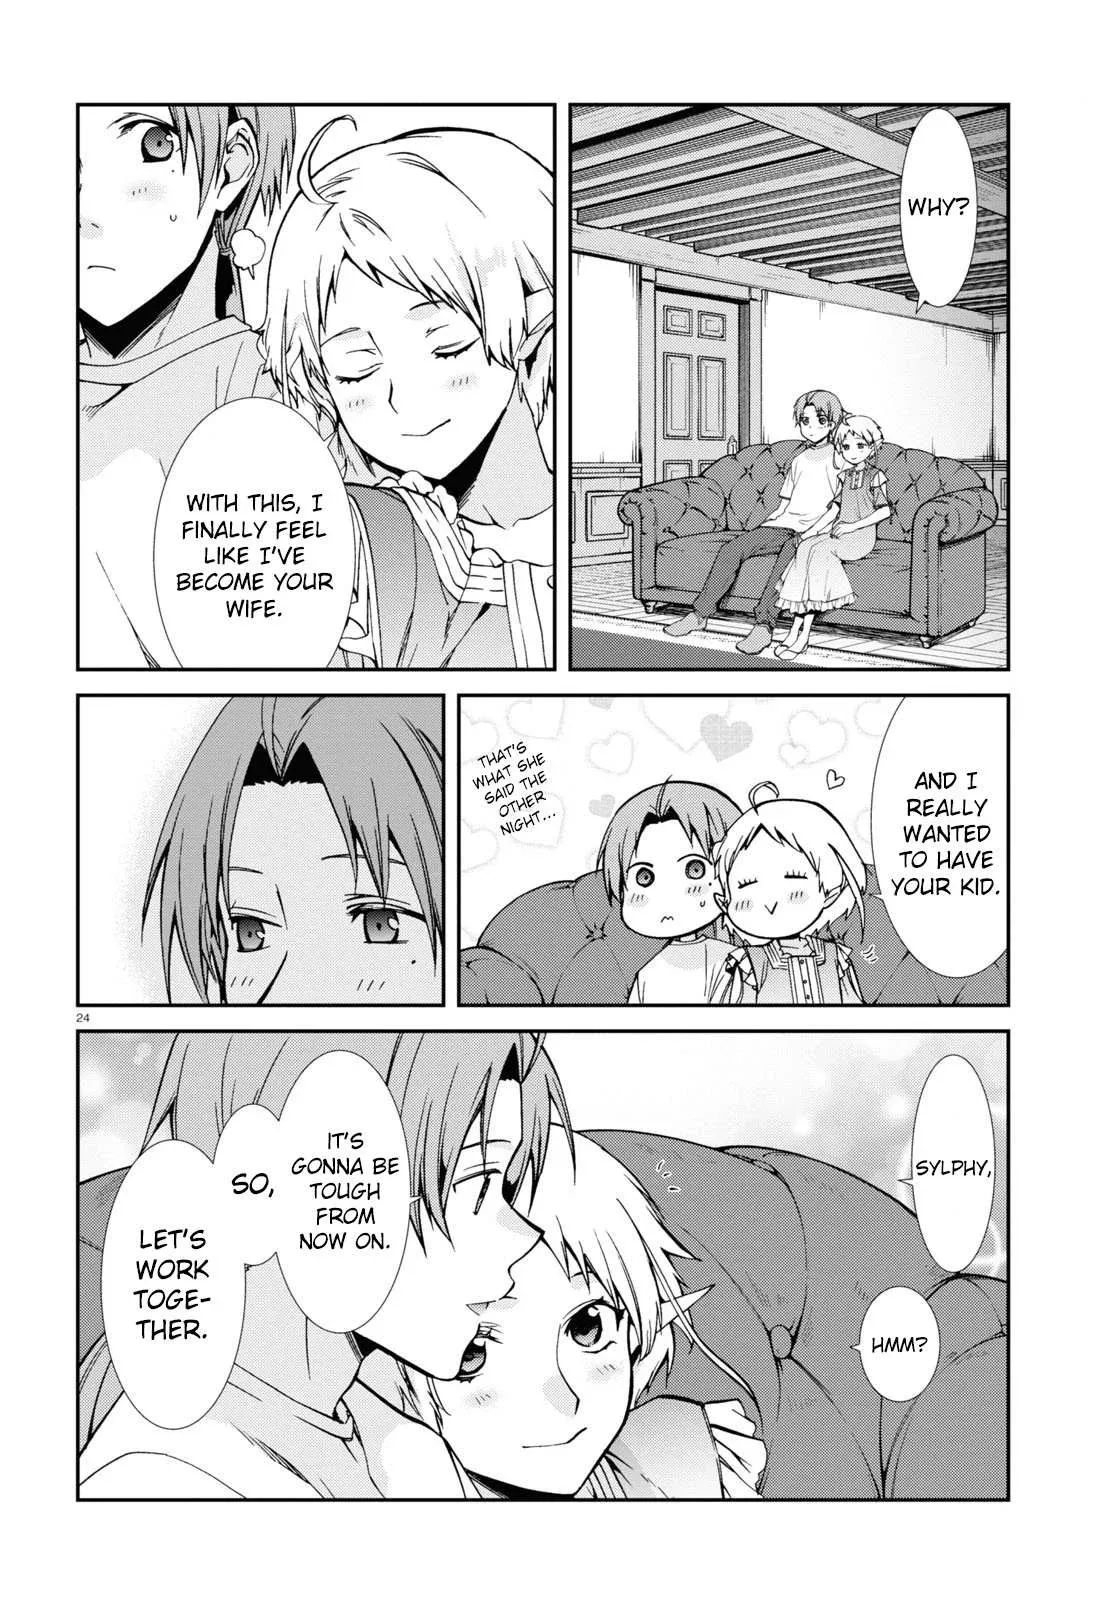 WHY?
WITH THIS, I
FINALLY FEEL
LIKE I'VE
BECOME YOUR
WIFE.
AND I
REALLY
WANTED
TO HAVE
YOUR KID.
THAT'S
WHAT SHE
SAID THE
OTHER
NIGHT...
24
SYLPHY,
HMM?
IT'S
GONNA BE
TOUGH
FROM
NOW ON.
SO,
LET'S
WORK
TOGE-
THER.